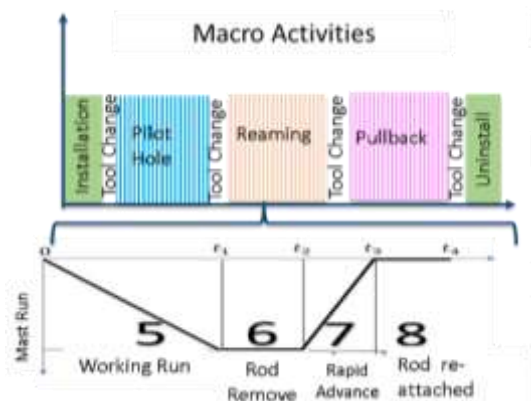 Macro Activities
Installation
Tool Change
Pilot
Hole
Tool Change
Reaming
Tool Change
Pullback
Tool Change
Uninstall
0
t1
t2
t3
t4
Mast Run
5
6
7
8
Working Run
Rod
Remove
Rapid
Advance
Rod re-
attached